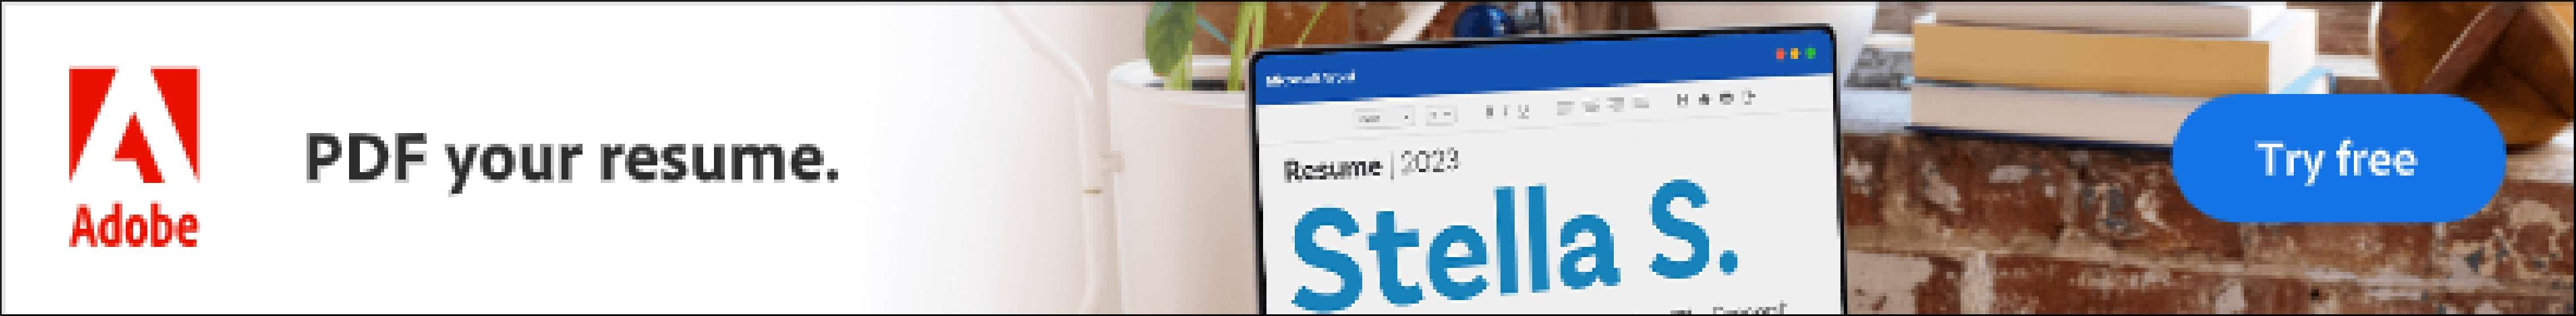 Adobe
PDF your resume.
Microsoft Word
Resume | 2023
Stella S.
Try free